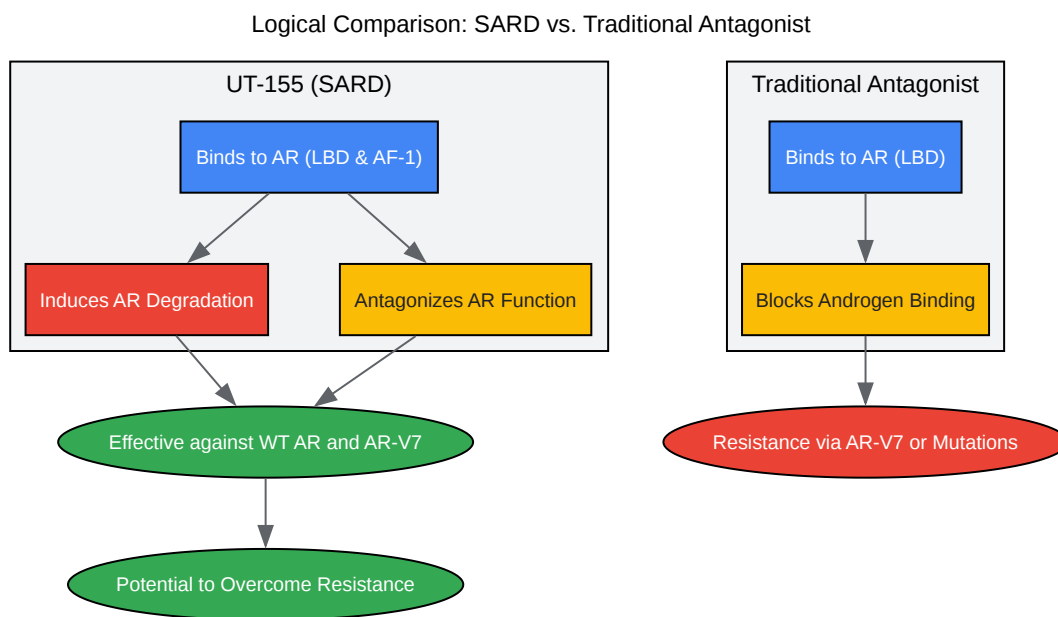 Logical Comparison: SARD vs. Traditional Antagonist
UT-155 (SARD)
Binds to AR (LBD & AF-1)
Induces AR Degradation
Antagonizes AR Function
Effective against WT AR and AR-V7
Potential to Overcome Resistance
Traditional Antagonist
Binds to AR (LBD)
Blocks Androgen Binding
Resistance via AR-V7 or Mutations